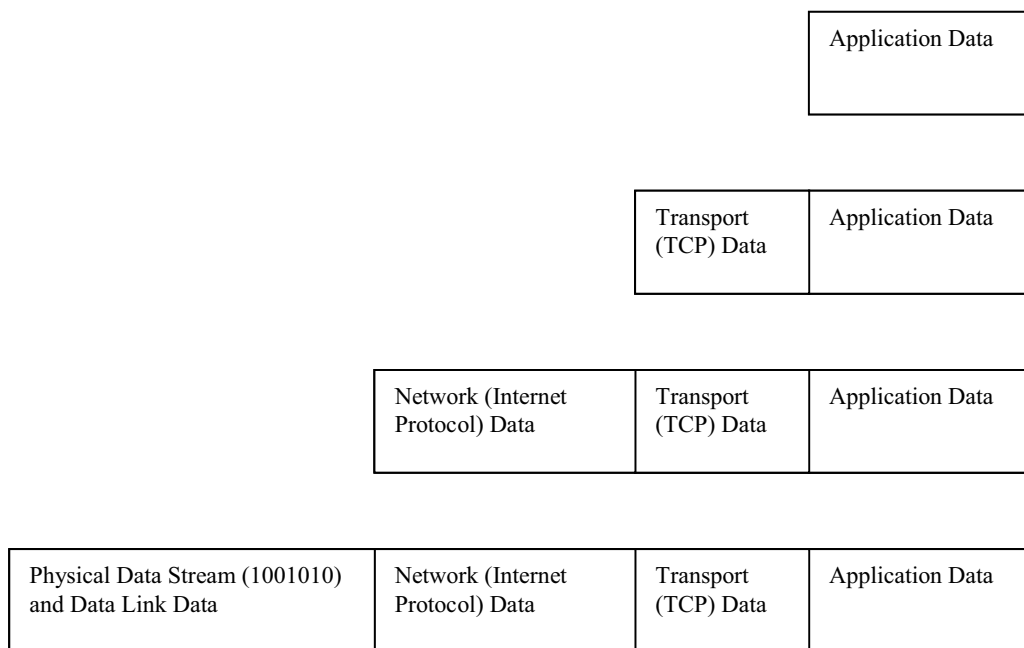 Application Data
Transport
(TCP) Data
Application Data
Network (Internet
Protocol) Data
Transport
(TCP) Data
Application Data
Physical Data Stream (1001010)
and Data Link Data
Network (Internet
Protocol) Data
Transport
(TCP) Data
Application Data